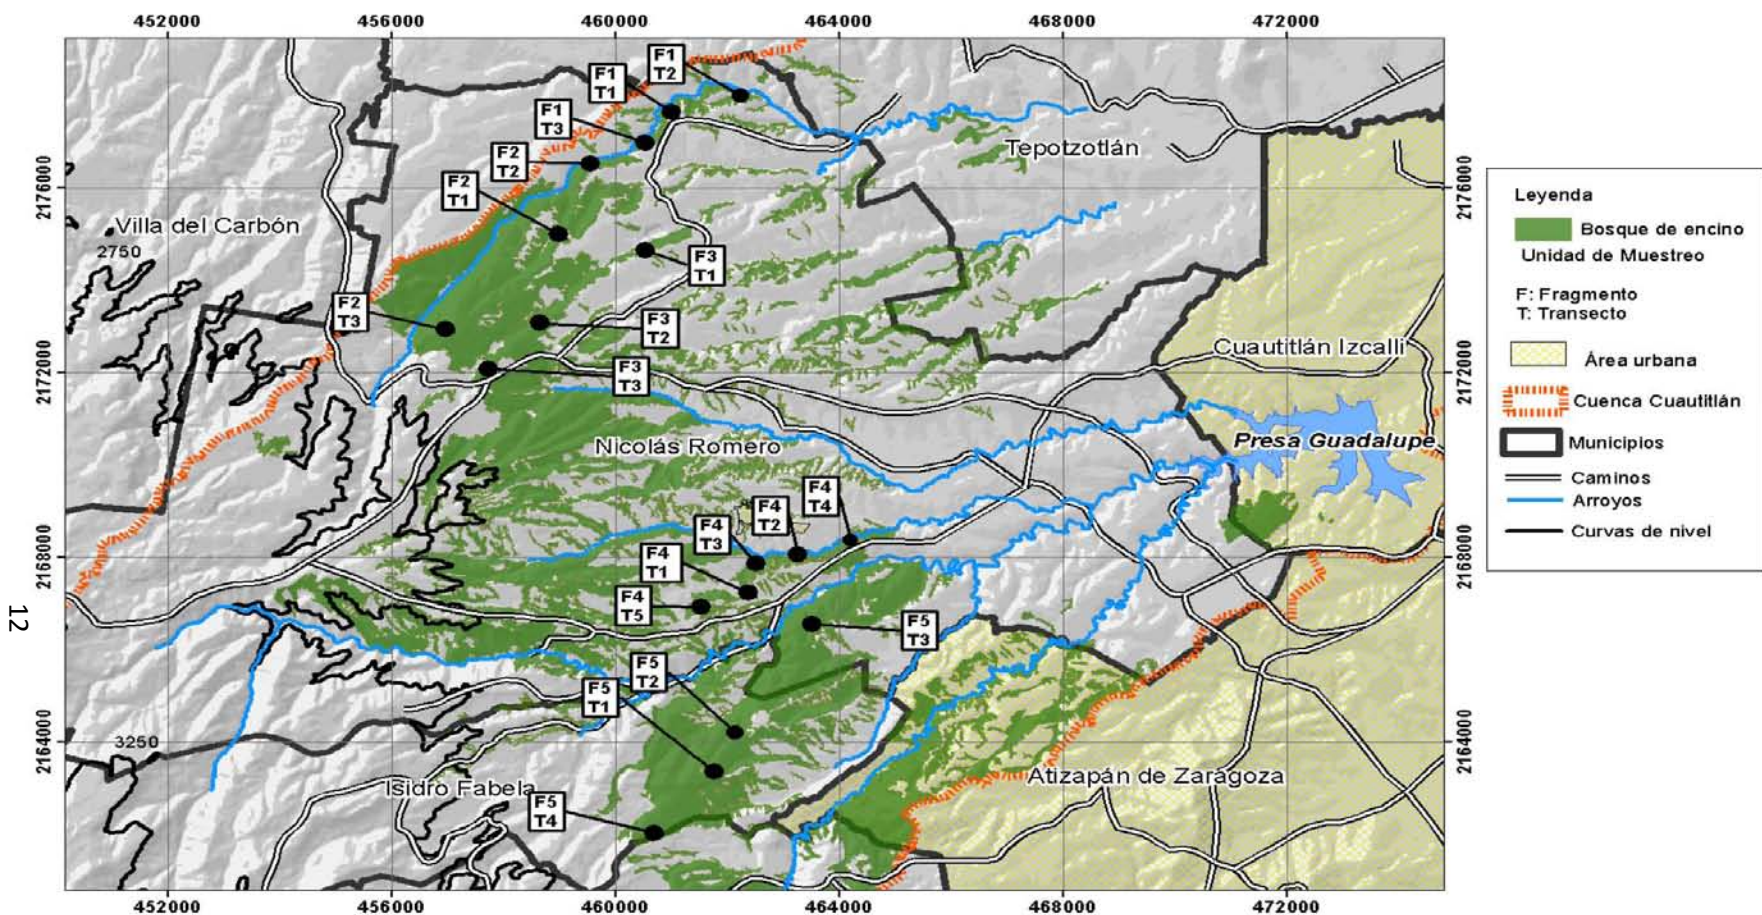 452000
456000
460000
464000
468000
472000
F1
T2
F1
T1
F1
T3
F2
T2
F2
T1
Tepotzotlán
2176000
2176000
Villa del Carbón
2750
F3
T1
F2
T3
F3
T2
F3
T3
Cuautitlán Izcalli
2172000
2172000
Nicolás Romero
Presa Guadalupe
F4
T4
F4
T2
F4
T3
F4
T1
F4
T5
2168000
2168000
F5
T3
F5
T2
F5
T1
2164000
2164000
3250
Isidro Fabela
Atizapán de Zaragoza
F5
T4
452000
456000
460000
464000
468000
472000
Leyenda
Bosque de encino
Unidad de Muestreo
F: Fragmento
T: Transecto
Área urbana
Cuenca Cuautitlán
Municipios
Caminos
Arroyos
Curvas de nivel
12